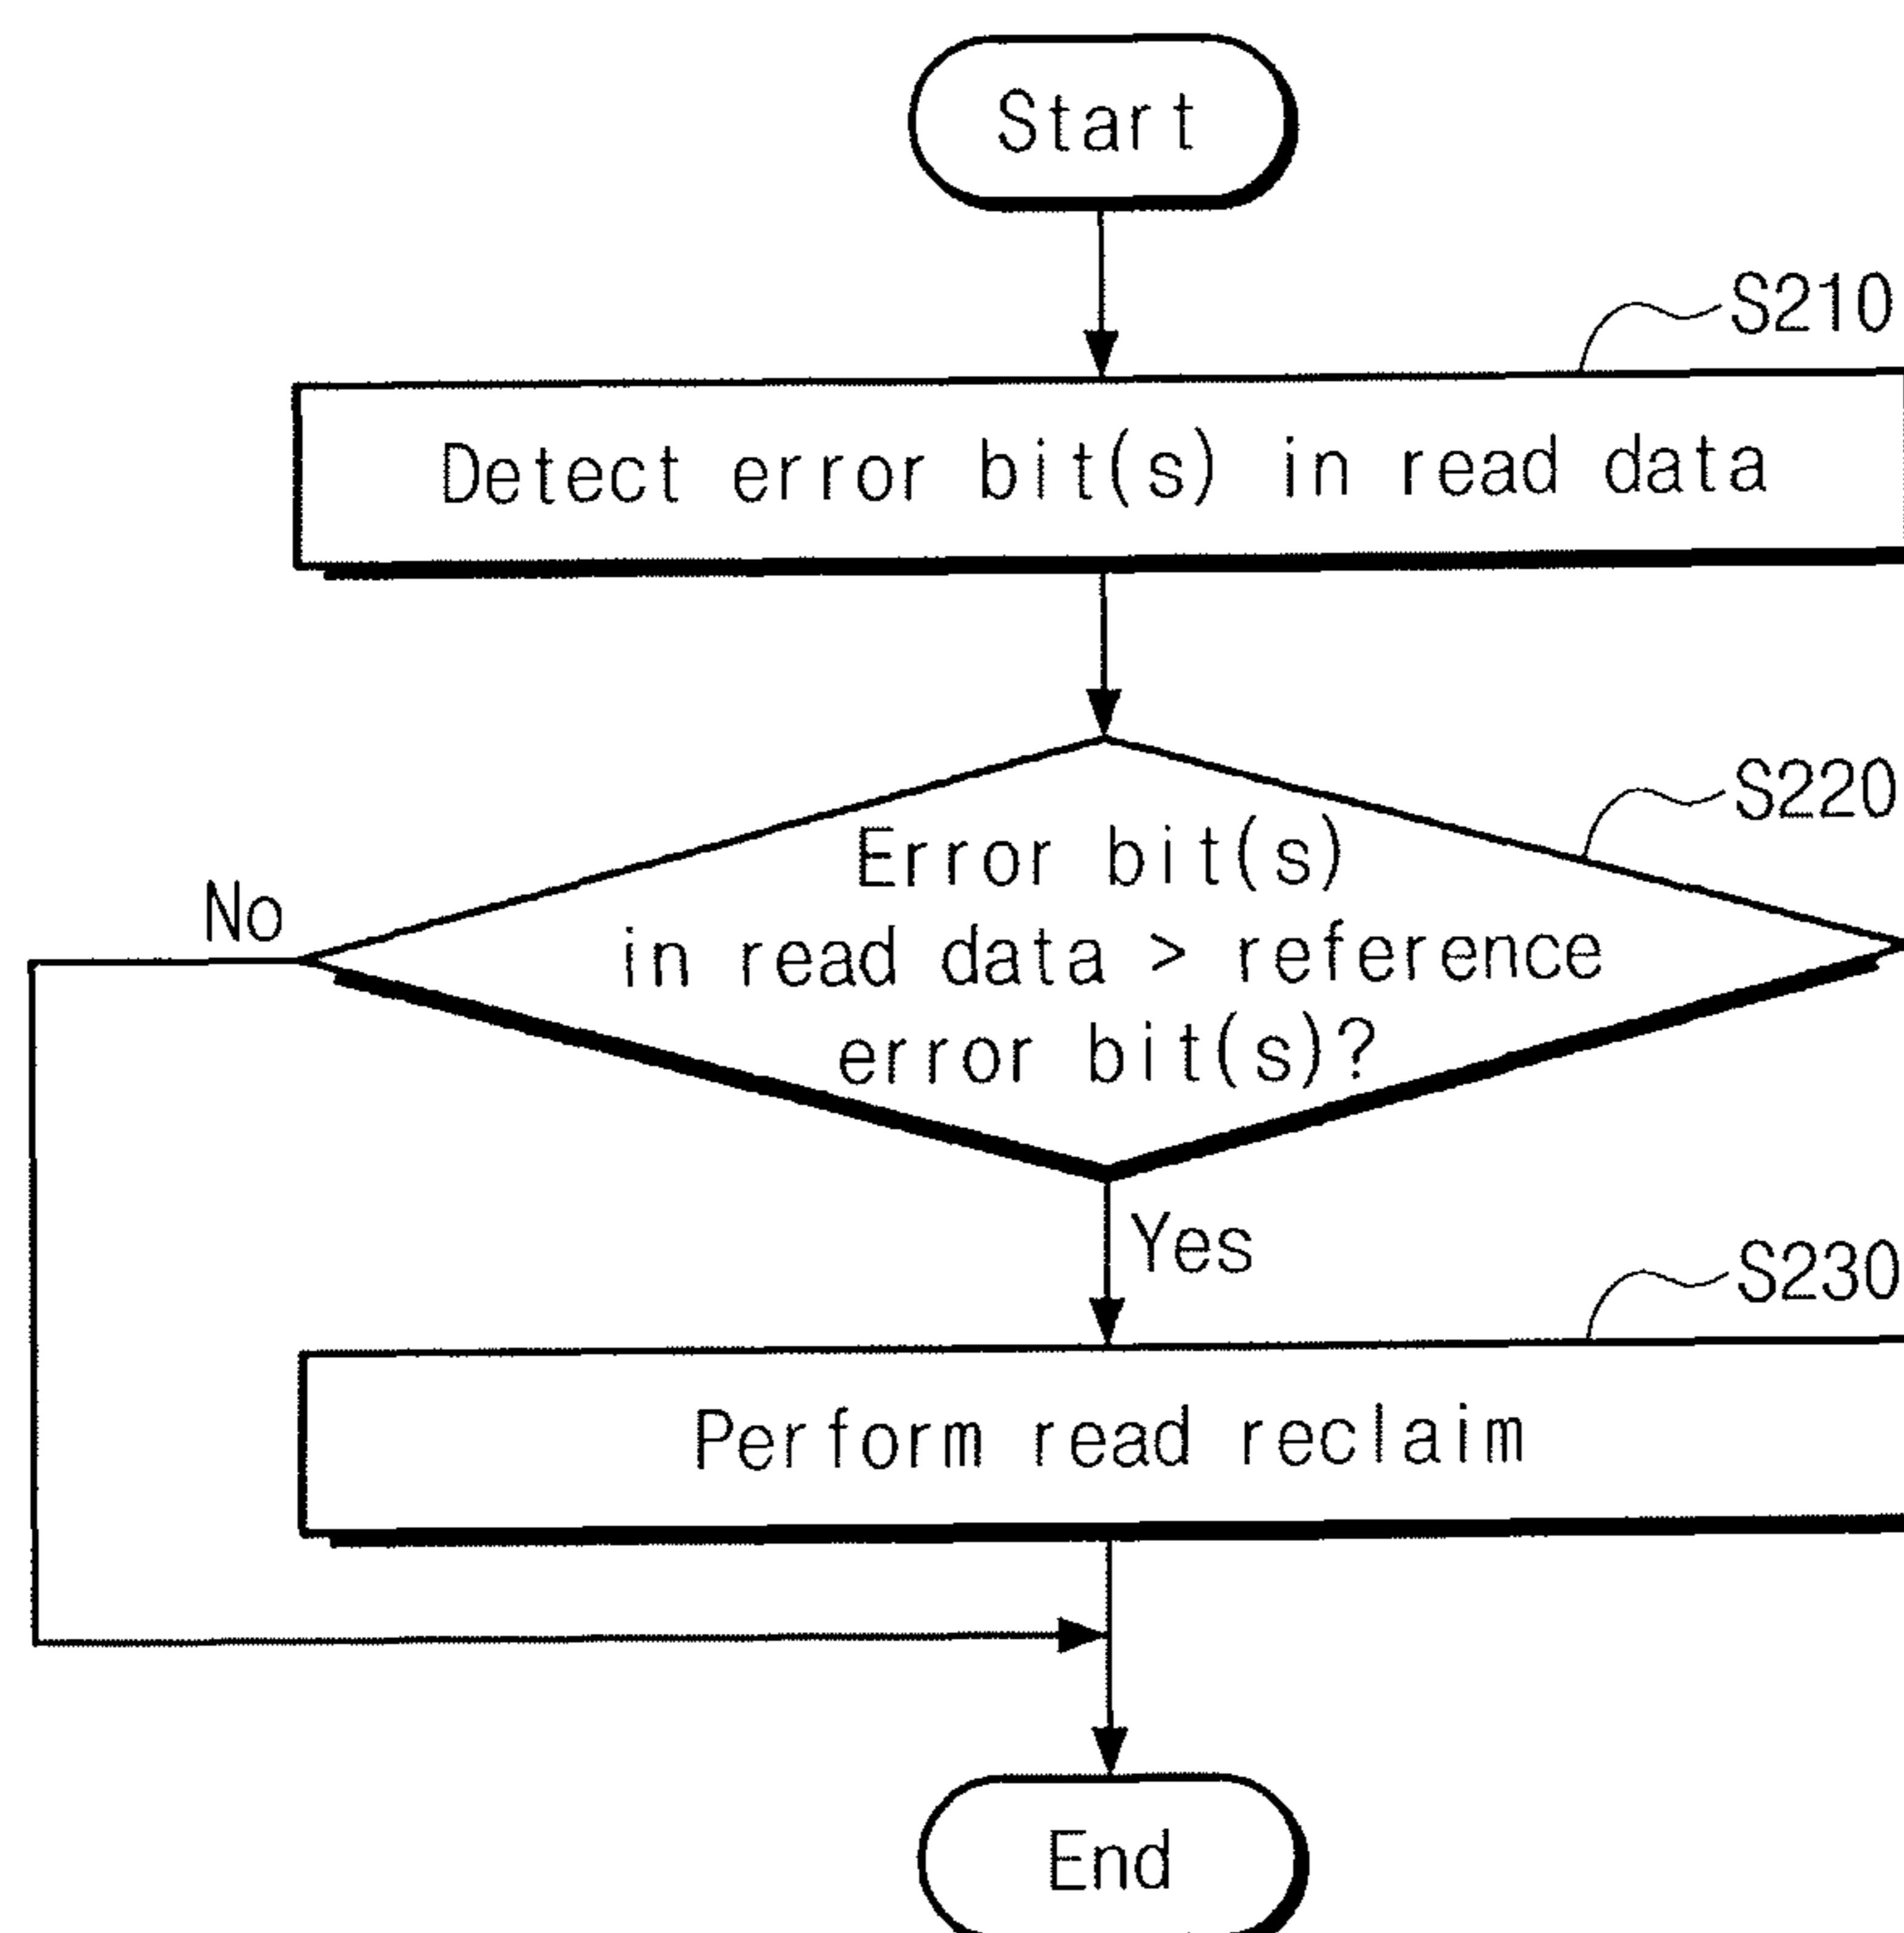 Start
S210
Detect error bit(s) in read data
S220
Error bit(s)
No
in read data > reference
error bit(s)?
Yes
S230
Perform read reclaim
End